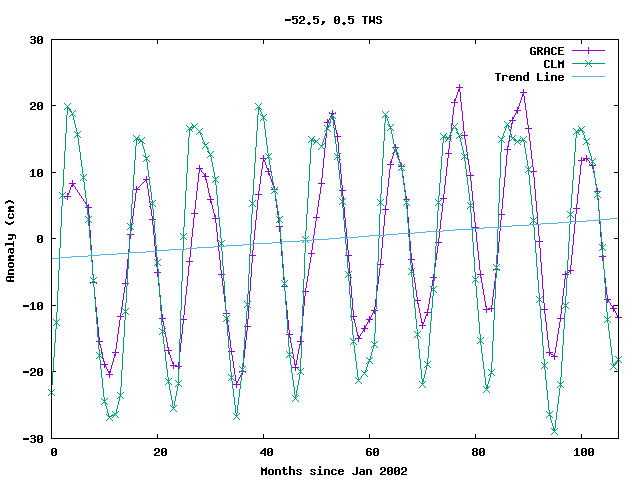 -52.5, 0.5 TWS
GRACE
CLM
Trend Line
30
20
10
0
-10
-20
-30
Anomaly (cm)
0 20 40 60 80 100
Months since Jan 2002